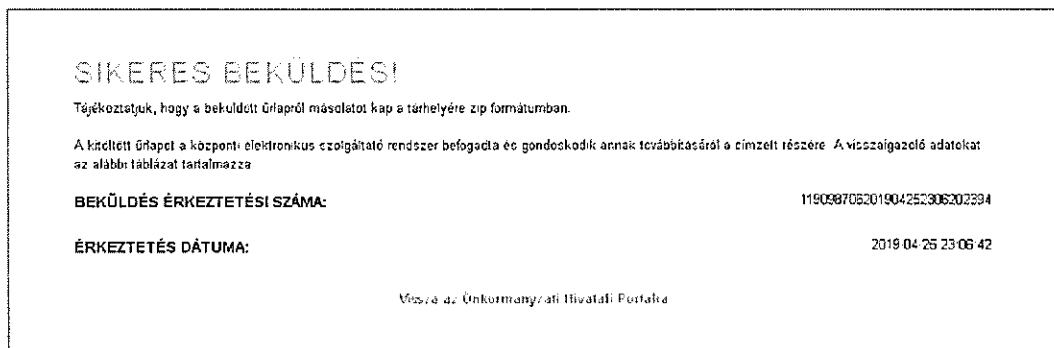 SIKERES BEKÜLDÉS!
Tájékoztatjuk, hogy a beküldött űrlapról másolatot kap a tárhelyére zip formátumban.
A kitöltött űrlapot a központi elektronikus szolgáltató rendszer befogadta és gondoskodik annak továbbításáról a címzett részére. A visszaigazoló adatokat
az alábbi táblázat tartalmazza
BEKÜLDÉS ÉRKEZTETÉSI SZÁMA: 119098706201904252306202394
ÉRKEZTETÉS DÁTUMA: 2019-04-25 23:06:42
Vissza az Önkormányzati Hivatali Portálra